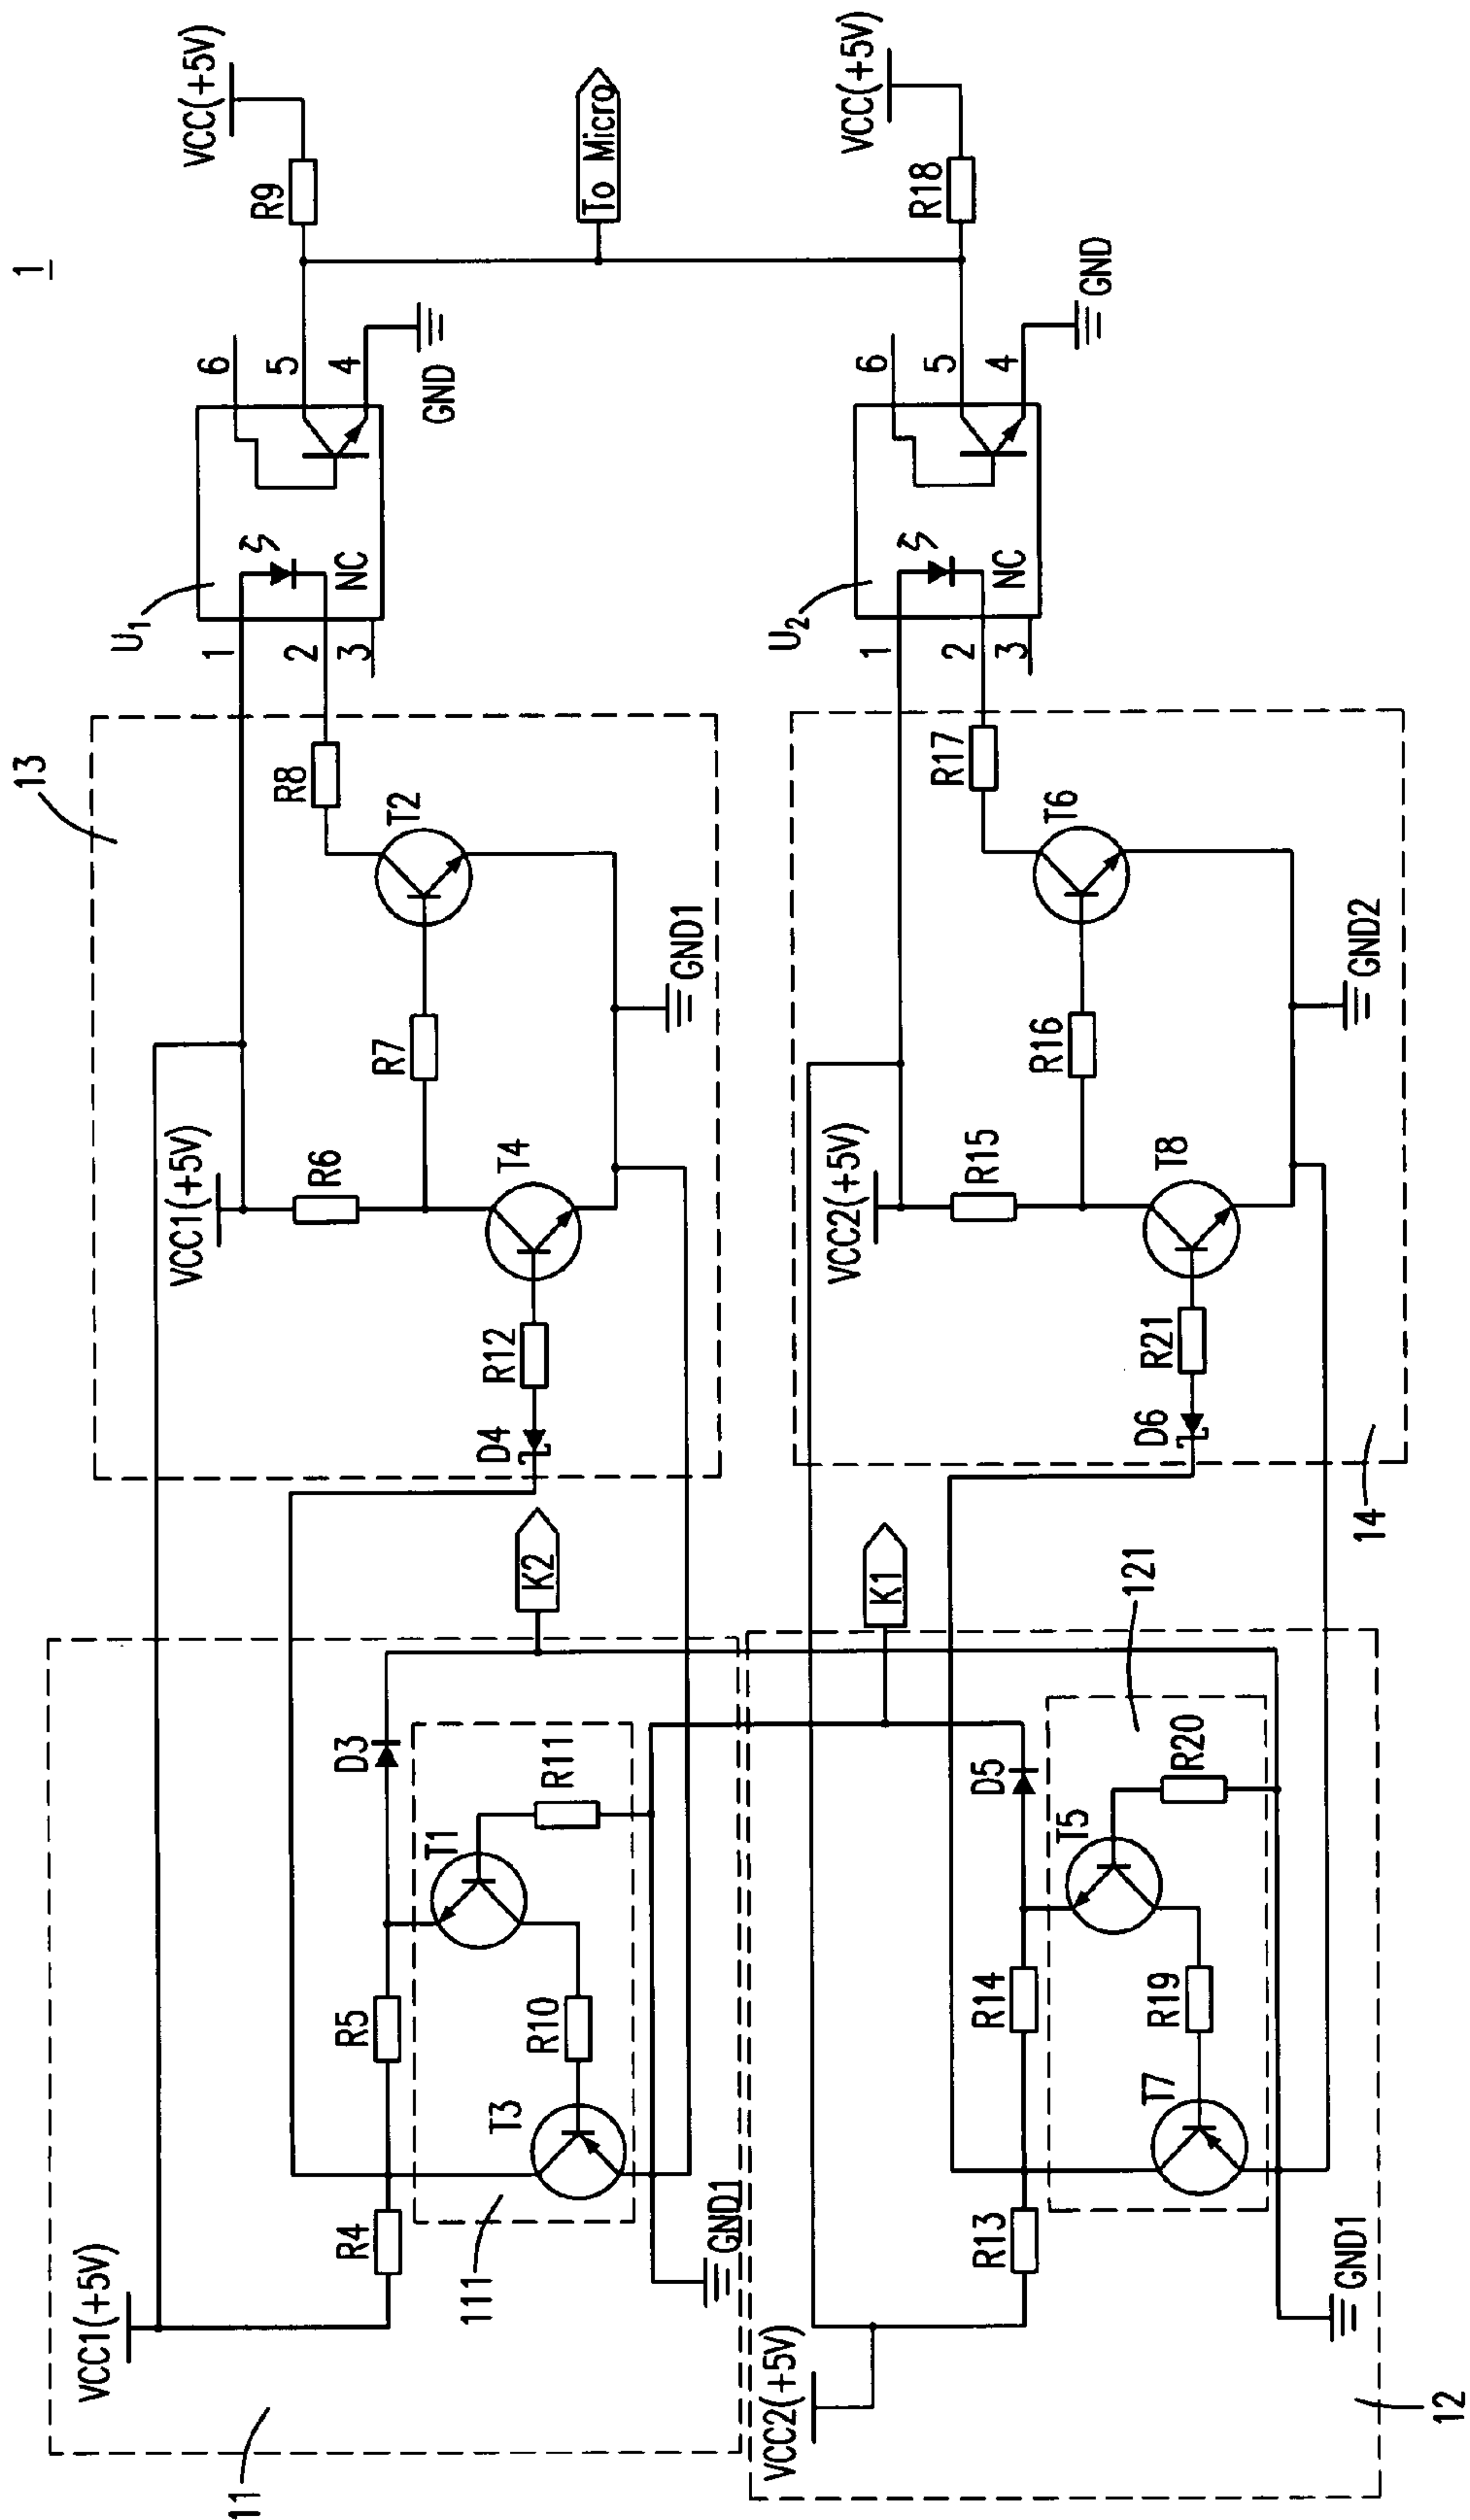 1
VCC(+5V)
R9
To Micro
VCC(+5V)
R18
6
5
4
GND
6
5
4
GND
U1
NC
1
2
3
U2
NC
1
2
3
13
R8
T2
R7
GND1
VCC1(+5V)
R6
T4
R12
D4
R17
T6
R16
GND2
VCC2(+5V)
R15
T8
R21
D6
14
K2
K1
D3
T1
R11
R5
R10
T3
R4
111
VCC1(+5V)
GND1
11
121
D5
T5
R20
R14
R19
T7
R13
VCC2(+5V)
GND1
12